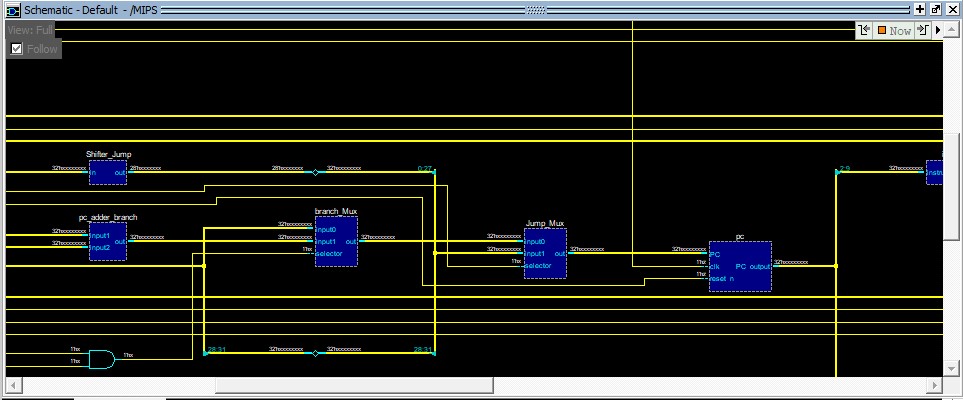 Schematic - Default - /MIPS
View: Full
Follow
Now
Shifter_Jump
32'hxxxxxxxx
in
out
28'hxxxxxxx
28'hxxxxxxx
32'hxxxxxxxx
0:27
2:9
32'hxxxxxxxx
instru
pc_adder_branch
32'hxxxxxxxx
input1
out
32'hxxxxxxxx
32'hxxxxxxxx
input2
branch_Mux
32'hxxxxxxxx
input0
32'hxxxxxxxx
input1
out
32'hxxxxxxxx
1'hx
selector
Jump_Mux
32'hxxxxxxxx
input0
32'hxxxxxxxx
input1
out
32'hxxxxxxxx
1'hx
selector
pc
32'hxxxxxxxx
PC
1'hx
clk
PC_output
32'hxxxxxxxx
1'hx
reset_n
1'hx
1'hx
1'hx
28:31
32'hxxxxxxxx
32'hxxxxxxxx
28:31